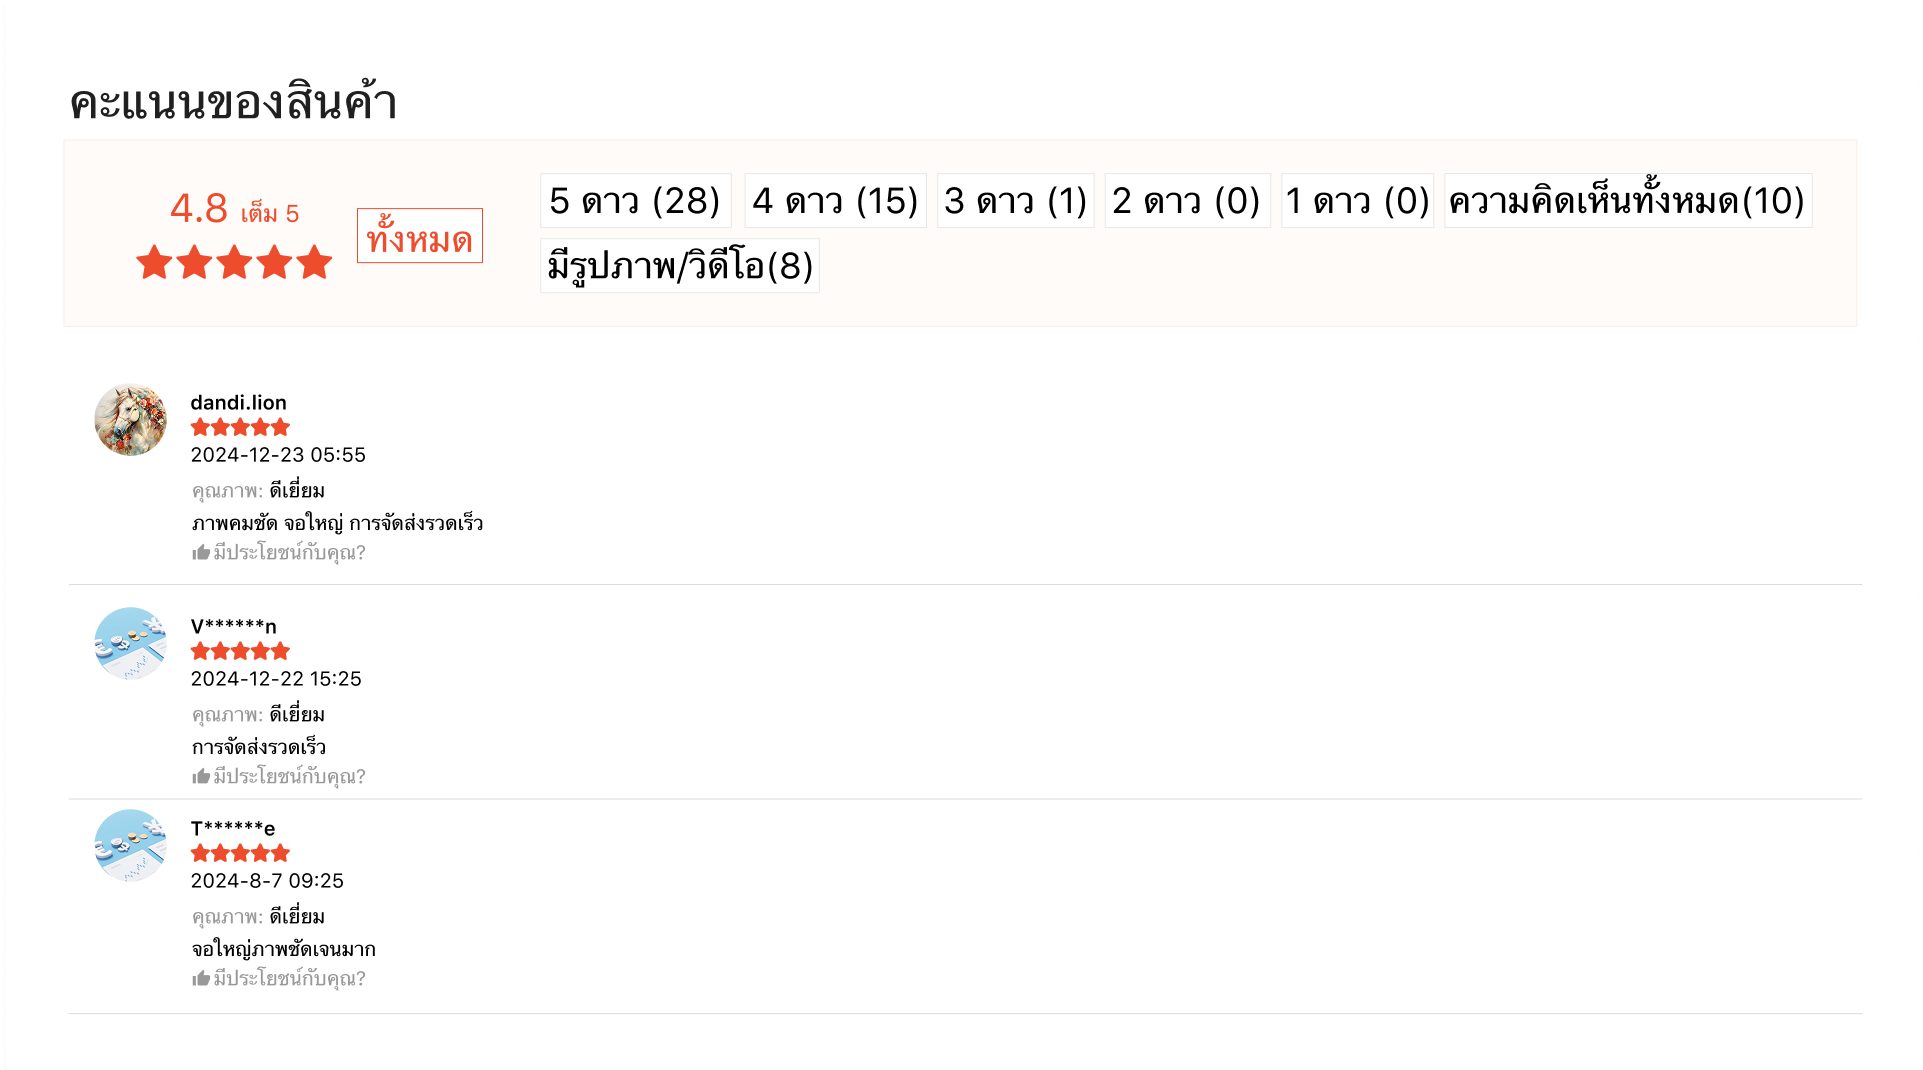 คะแนนของสินค้า
4.8 เต็ม 5
ทั้งหมด
5 ดาว (28)
4 ดาว (15)
3 ดาว (1)
2 ดาว (0)
1 ดาว (0)
ความคิดเห็นทั้งหมด(10)
มีรูปภาพ/วิดีโอ(8)
dandi.lion
2024-12-23 05:55
คุณภาพ: ดีเยี่ยม
ภาพคมชัด จอใหญ่ การจัดส่งรวดเร็ว
มีประโยชน์กับคุณ?
V******n
2024-12-22 15:25
คุณภาพ: ดีเยี่ยม
การจัดส่งรวดเร็ว
มีประโยชน์กับคุณ?
T******e
2024-8-7 09:25
คุณภาพ: ดีเยี่ยม
จอใหญ่ภาพชัดเจนมาก
มีประโยชน์กับคุณ?